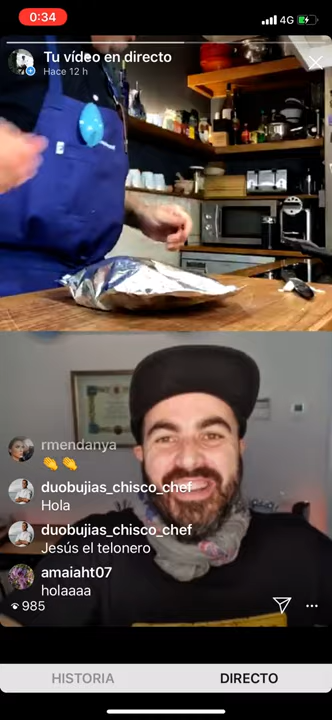 0:34
4G
Tu vídeo en directo
Hace 12 h
rmendanya
👏 👏
duobujias_chisco_chef
Hola
duobujias_chisco_chef
Jesús el telonero
amaiaht07
holaaaa
985
HISTORIA
DIRECTO